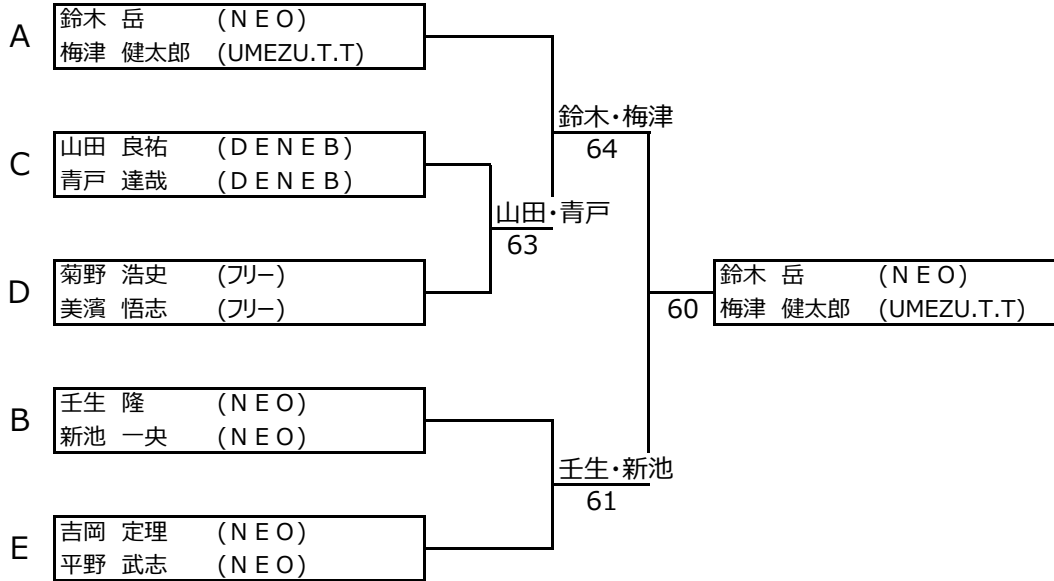 A
鈴木 岳 (ＮＥＯ)
梅津 健太郎 (UMEZU.T.T)
鈴木・梅津
64
C
山田 良祐 (ＤＥＮＥＢ)
青戸 達哉 (ＤＥＮＥＢ)
山田・青戸
63
D
菊野 浩史 (フリー)
美濱 悟志 (フリー)
60
鈴木 岳 (ＮＥＯ)
梅津 健太郎 (UMEZU.T.T)
B
壬生 隆 (ＮＥＯ)
新池 一央 (ＮＥＯ)
壬生・新池
61
E
吉岡 定理 (ＮＥＯ)
平野 武志 (ＮＥＯ)